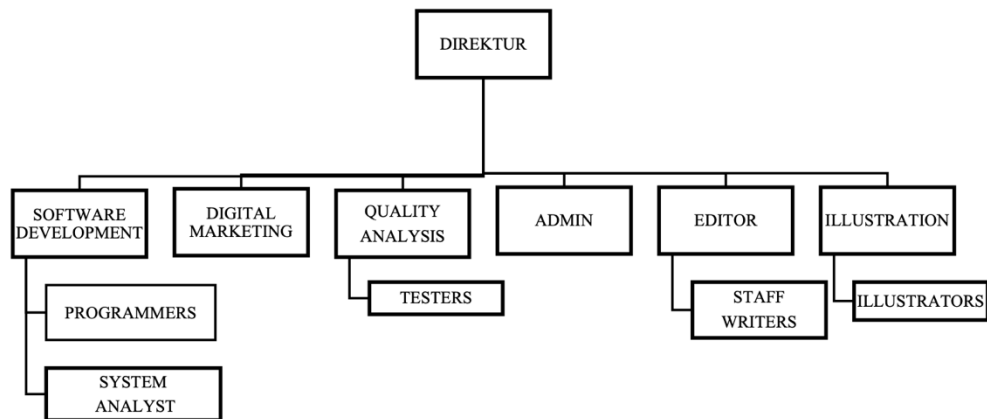 DIREKTUR
SOFTWARE
DEVELOPMENT
DIGITAL
MARKETING
QUALITY
ANALYSIS
ADMIN
EDITOR
ILLUSTRATION
PROGRAMMERS
SYSTEM
ANALYST
TESTERS
STAFF
WRITERS
ILLUSTRATORS